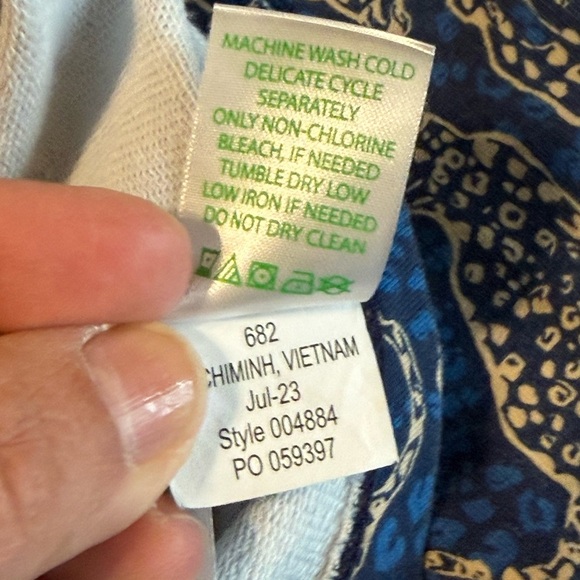 MACHINE WASH COLD
DELICATE CYCLE
SEPARATELY
ONLY NON-CHLORINE
BLEACH, IF NEEDED
TUMBLE DRY LOW
LOW IRON IF NEEDED
DO NOT DRY CLEAN
682
CHIMINH, VIETNAM
Jul-23
Style 004884
PO 059397